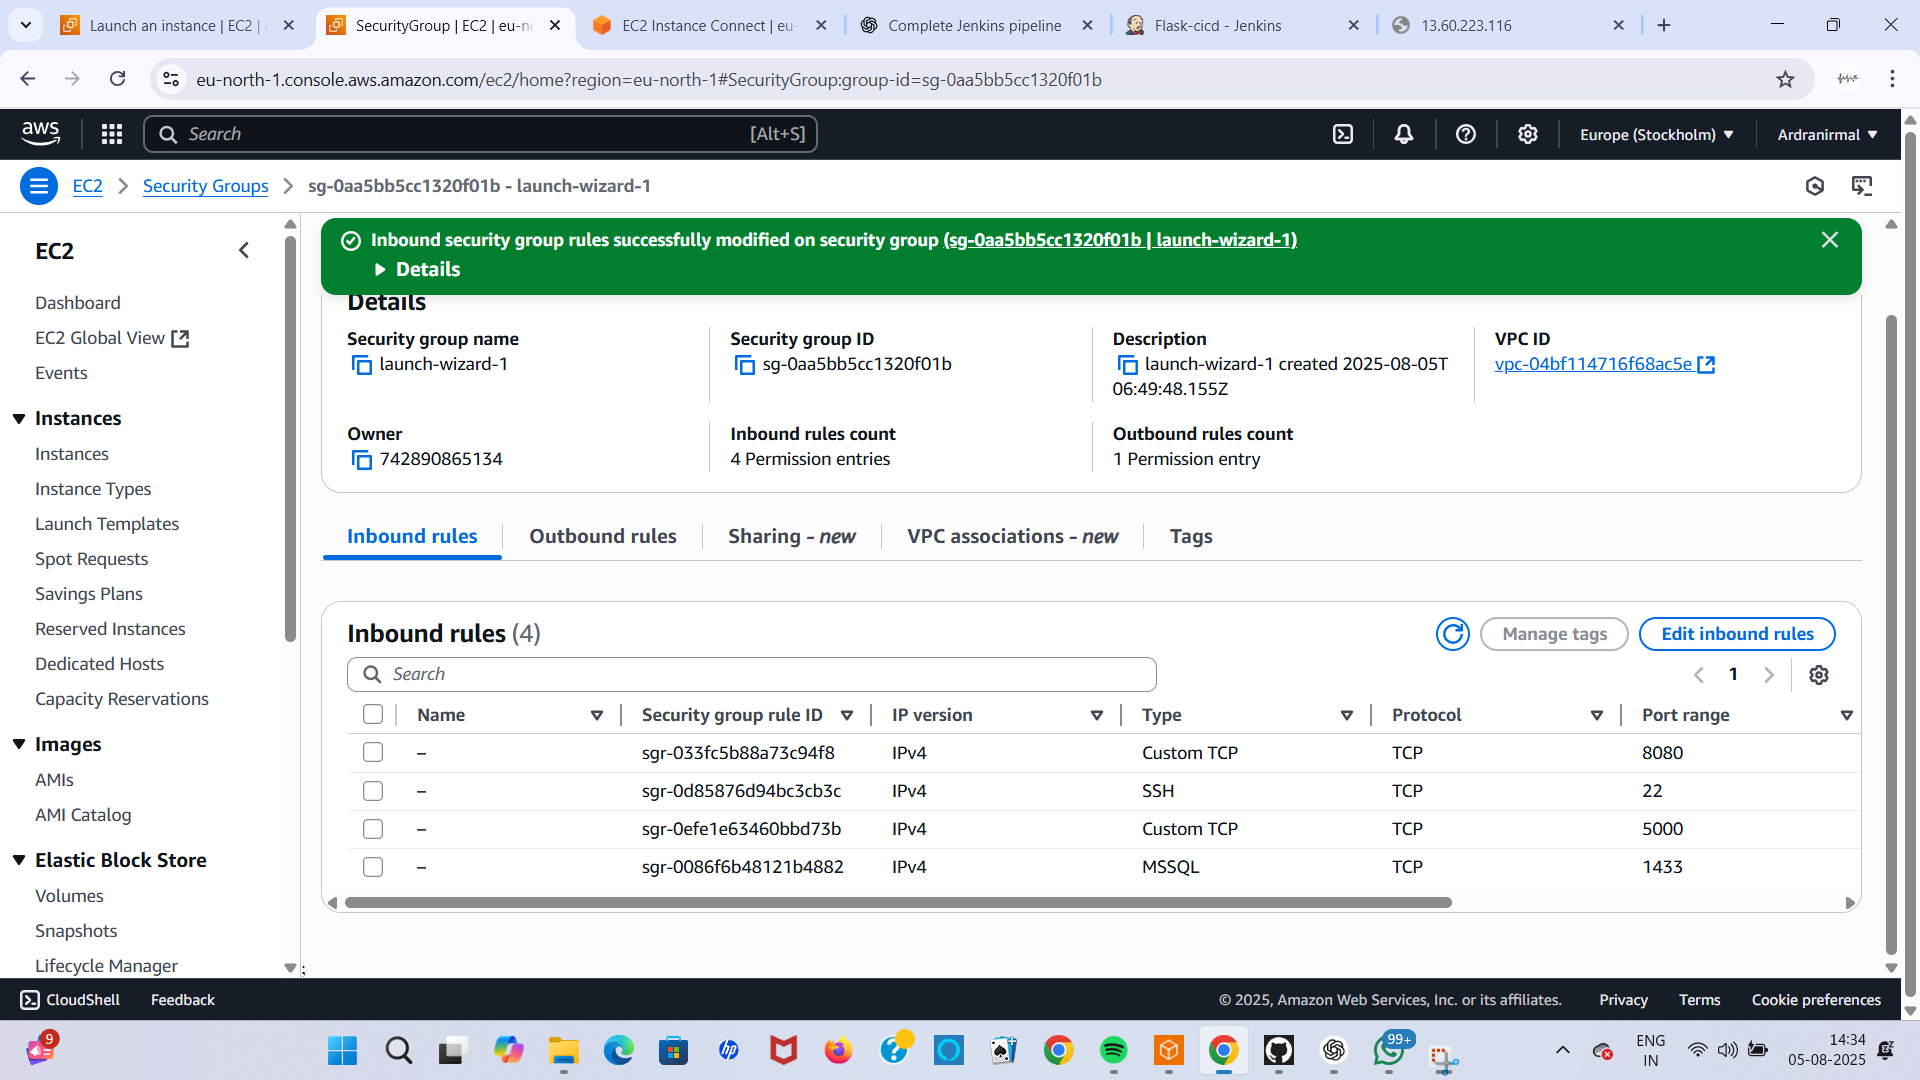 Launch an instance | EC2 |
SecurityGroup | EC2 | eu-no
EC2 Instance Connect | eu-
Complete Jenkins pipeline
Flask-cicd - Jenkins
13.60.223.116
eu-north-1.console.aws.amazon.com/ec2/home?region=eu-north-1#SecurityGroup:group-id=sg-0aa5bb5cc1320f01b
aws
Search
[Alt+S]
Europe (Stockholm)
Ardranirmal
EC2
Security Groups
sg-0aa5bb5cc1320f01b - launch-wizard-1
EC2
Dashboard
EC2 Global View
Events
Instances
Instances
Instance Types
Launch Templates
Spot Requests
Savings Plans
Reserved Instances
Dedicated Hosts
Capacity Reservations
Images
AMIs
AMI Catalog
Elastic Block Store
Volumes
Snapshots
Lifecycle Manager
Inbound security group rules successfully modified on security group (sg-0aa5bb5cc1320f01b | launch-wizard-1)
Details
Details
Security group name
launch-wizard-1
Security group ID
sg-0aa5bb5cc1320f01b
Description
launch-wizard-1 created 2025-08-05T
06:49:48.155Z
VPC ID
vpc-04bf114716f68ac5e
Owner
742890865134
Inbound rules count
4 Permission entries
Outbound rules count
1 Permission entry
Inbound rules
Outbound rules
Sharing - new
VPC associations - new
Tags
Inbound rules (4)
Manage tags
Edit inbound rules
Search
1
Name Security group rule ID IP version Type Protocol Port range
– sgr-033fc5b88a73c94f8 IPv4 Custom TCP TCP 8080
– sgr-0d85876d94bc3cb3c IPv4 SSH TCP 22
– sgr-0efe1e63460bbd73b IPv4 Custom TCP TCP 5000
– sgr-0086f6b48121b4882 IPv4 MSSQL TCP 1433
;
CloudShell
Feedback
© 2025, Amazon Web Services, Inc. or its affiliates.
Privacy
Terms
Cookie preferences
9
hp
99+
ENG
IN
14:34
05-08-2025